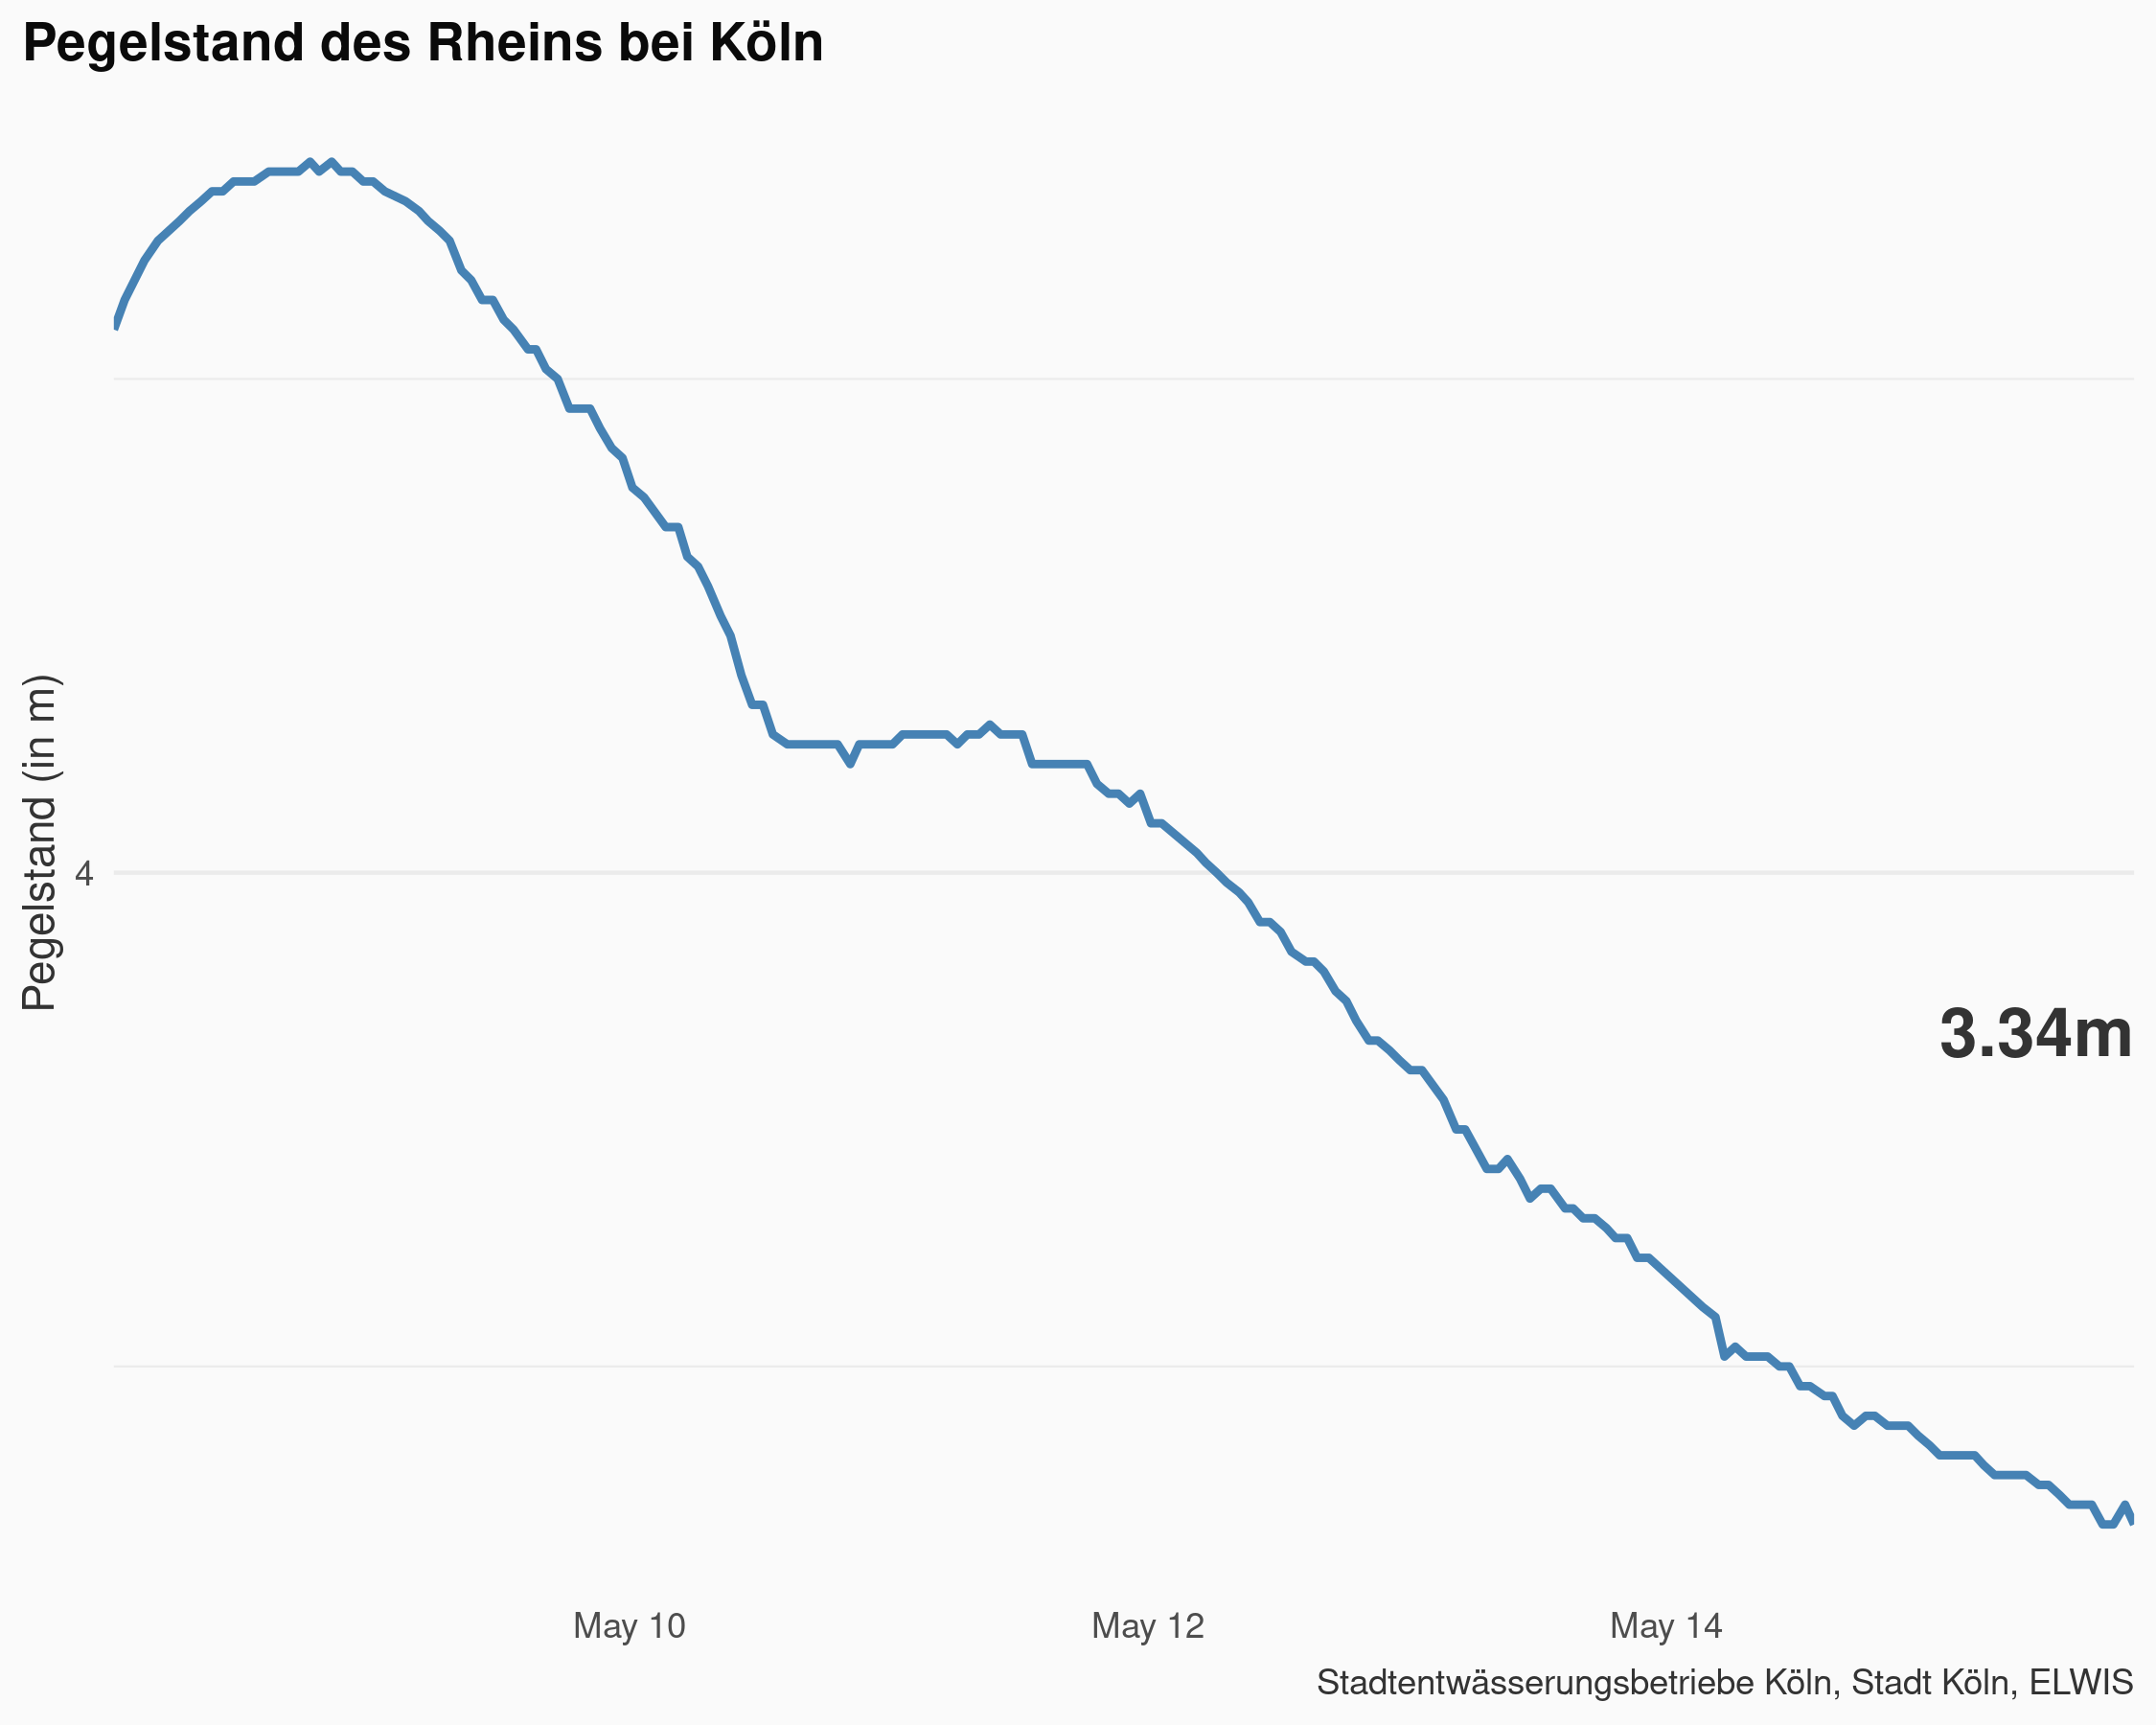 Pegelstand des Rheins bei Köln
Pegelstand (in m)
4
3.34m
May 10
May 12
May 14
Stadtentwässerungsbetriebe Köln, Stadt Köln, ELWIS